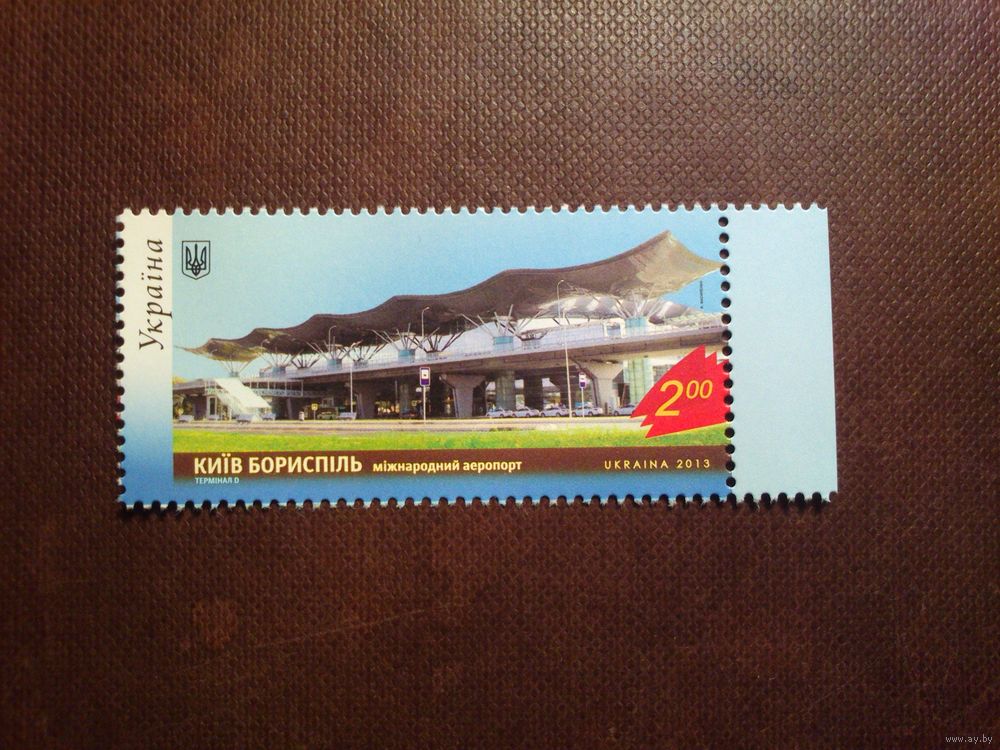 Україна
2 00
КИЇВ БОРИСПІЛЬ міжнародний аеропорт
UKRAINA 2013
ТЕРМІНАЛ D
www.ay.by